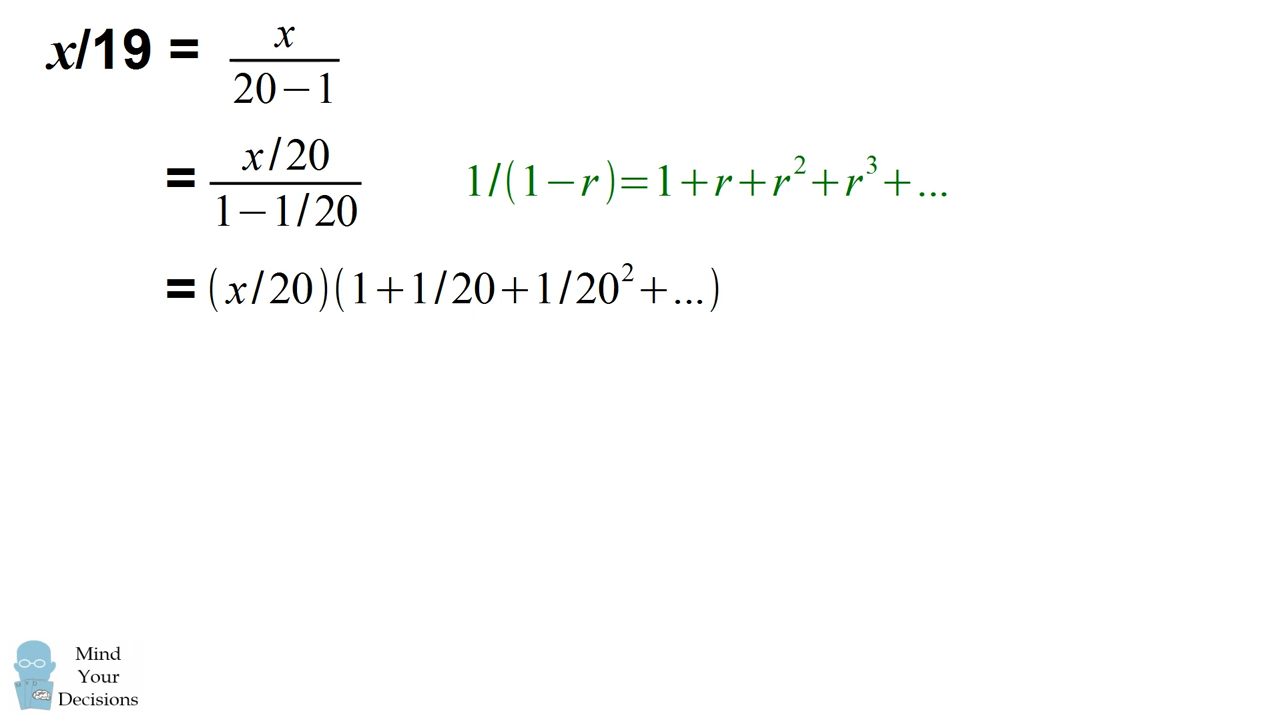 x/19 = x
20−1
= x/20
1−1/20
1/(1−r)=1+r+r²+r³+...
= (x/20)(1+1/20+1/20²+...)
Mind
Your
Decisions